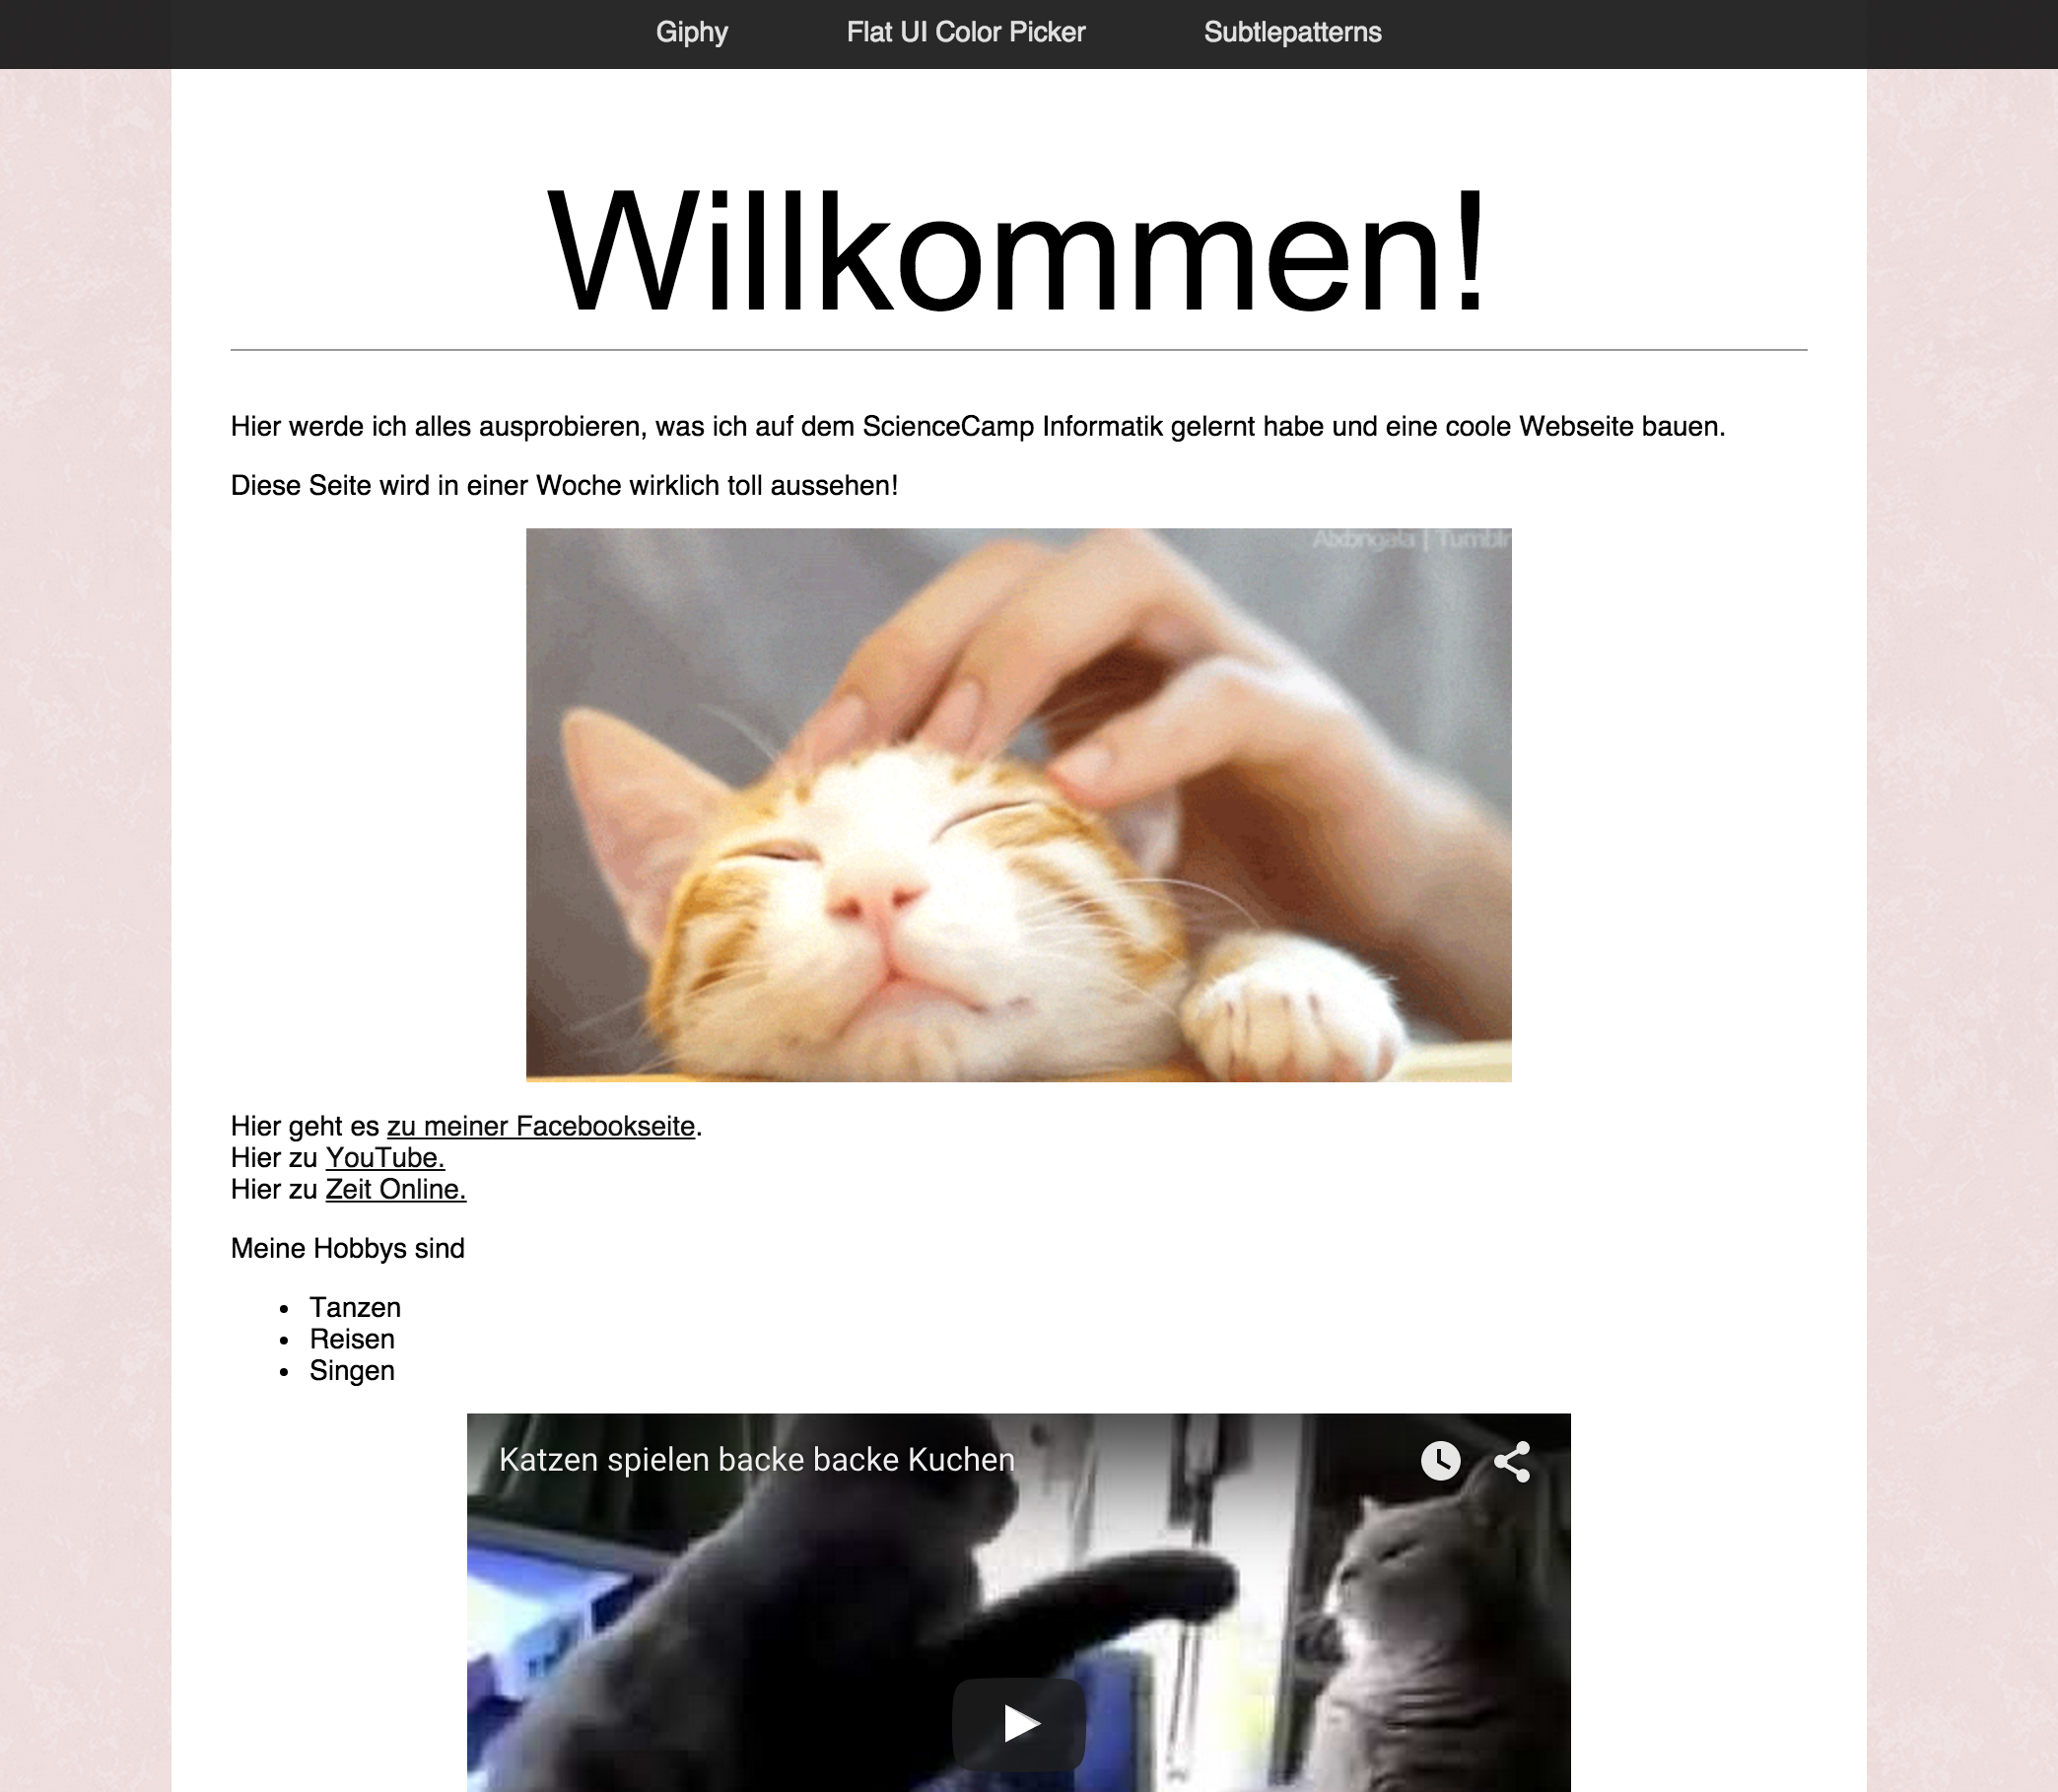 Giphy Flat UI Color Picker Subtlepatterns
Willkommen!
Hier werde ich alles ausprobieren, was ich auf dem ScienceCamp Informatik gelernt habe und eine coole Webseite bauen.
Diese Seite wird in einer Woche wirklich toll aussehen!
| Tumblr
Hier geht es zu meiner Facebookseite.
Hier zu YouTube.
Hier zu Zeit Online.
Meine Hobbys sind
• Tanzen
• Reisen
• Singen
Katzen spielen backe backe Kuchen